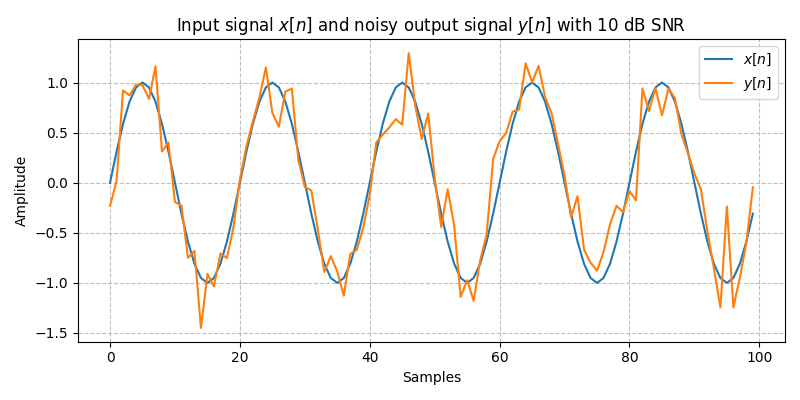 Input signal x[n] and noisy output signal y[n] with 10 dB SNR
x[n]
y[n]
Amplitude
1.0
0.5
0.0
−0.5
−1.0
−1.5
0 20 40 60 80 100
Samples